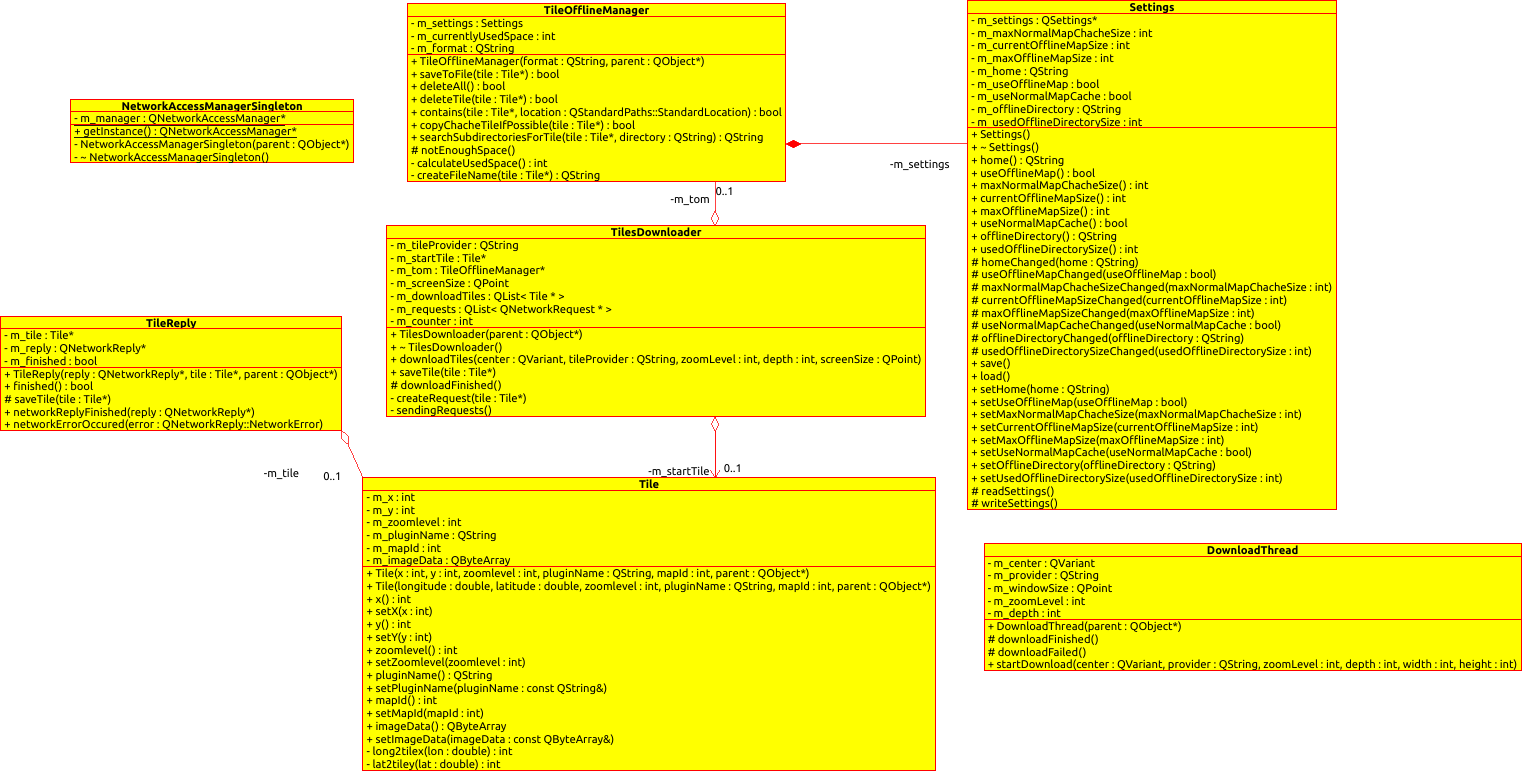 TileOfflineManager
- m_settings : Settings
- m_currentlyUsedSpace : int
- m_format : QString
+ TileOfflineManager(format : QString, parent : QObject*)
+ saveToFile(tile : Tile*) : bool
+ deleteAll() : bool
+ deleteTile(tile : Tile*) : bool
+ contains(tile : Tile*, location : QStandardPaths::StandardLocation) : bool
+ copyChacheTileIfPossible(tile : Tile*) : bool
+ searchSubdirectoriesForTile(tile : Tile*, directory : QString) : QString
# notEnoughSpace()
- calculateUsedSpace() : int
- createFileName(tile : Tile*) : QString
Settings
- m_settings : QSettings*
- m_maxNormalMapChacheSize : int
- m_currentOfflineMapSize : int
- m_maxOfflineMapSize : int
- m_home : QString
- m_useOfflineMap : bool
- m_useNormalMapCache : bool
- m_offlineDirectory : QString
- m_usedOfflineDirectorySize : int
+ Settings()
+ ~ Settings()
+ home() : QString
+ useOfflineMap() : bool
+ maxNormalMapChacheSize() : int
+ currentOfflineMapSize() : int
+ maxOfflineMapSize() : int
+ useNormalMapCache() : bool
+ offlineDirectory() : QString
+ usedOfflineDirectorySize() : int
# homeChanged(home : QString)
# useOfflineMapChanged(useOfflineMap : bool)
# maxNormalMapChacheSizeChanged(maxNormalMapChacheSize : int)
# currentOfflineMapSizeChanged(currentOfflineMapSize : int)
# maxOfflineMapSizeChanged(maxOfflineMapSize : int)
# useNormalMapCacheChanged(useNormalMapCache : bool)
# offlineDirectoryChanged(offlineDirectory : QString)
# usedOfflineDirectorySizeChanged(usedOfflineDirectorySize : int)
+ save()
+ load()
+ setHome(home : QString)
+ setUseOfflineMap(useOfflineMap : bool)
+ setMaxNormalMapChacheSize(maxNormalMapChacheSize : int)
+ setCurrentOfflineMapSize(currentOfflineMapSize : int)
+ setMaxOfflineMapSize(maxOfflineMapSize : int)
+ setUseNormalMapCache(useNormalMapCache : bool)
+ setOfflineDirectory(offlineDirectory : QString)
+ setUsedOfflineDirectorySize(usedOfflineDirectorySize : int)
# readSettings()
# writeSettings()
NetworkAccessManagerSingleton
- m_manager : QNetworkAccessManager*
+ getInstance() : QNetworkAccessManager*
- NetworkAccessManagerSingleton(parent : QObject*)
- ~ NetworkAccessManagerSingleton()
-m_settings
0..1
-m_tom
TilesDownloader
- m_tileProvider : QString
- m_startTile : Tile*
- m_tom : TileOfflineManager*
- m_screenSize : QPoint
- m_downloadTiles : QList< Tile * >
- m_requests : QList< QNetworkRequest * >
- m_counter : int
+ TilesDownloader(parent : QObject*)
+ ~ TilesDownloader()
+ downloadTiles(center : QVariant, tileProvider : QString, zoomLevel : int, depth : int, screenSize : QPoint)
+ saveTile(tile : Tile*)
# downloadFinished()
- createRequest(tile : Tile*)
- sendingRequests()
TileReply
- m_tile : Tile*
- m_reply : QNetworkReply*
- m_finished : bool
+ TileReply(reply : QNetworkReply*, tile : Tile*, parent : QObject*)
+ finished() : bool
# saveTile(tile : Tile*)
+ networkReplyFinished(reply : QNetworkReply*)
+ networkErrorOccured(error : QNetworkReply::NetworkError)
-m_tile
0..1
-m_startTile
0..1
Tile
- m_x : int
- m_y : int
- m_zoomlevel : int
- m_pluginName : QString
- m_mapId : int
- m_imageData : QByteArray
+ Tile(x : int, y : int, zoomlevel : int, pluginName : QString, mapId : int, parent : QObject*)
+ Tile(longitude : double, latitude : double, zoomlevel : int, pluginName : QString, mapId : int, parent : QObject*)
+ x() : int
+ setX(x : int)
+ y() : int
+ setY(y : int)
+ zoomlevel() : int
+ setZoomlevel(zoomlevel : int)
+ pluginName() : QString
+ setPluginName(pluginName : const QString&)
+ mapId() : int
+ setMapId(mapId : int)
+ imageData() : QByteArray
+ setImageData(imageData : const QByteArray&)
- long2tilex(lon : double) : int
- lat2tiley(lat : double) : int
DownloadThread
- m_center : QVariant
- m_provider : QString
- m_windowSize : QPoint
- m_zoomLevel : int
- m_depth : int
+ DownloadThread(parent : QObject*)
# downloadFinished()
# downloadFailed()
+ startDownload(center : QVariant, provider : QString, zoomLevel : int, depth : int, width : int, height : int)